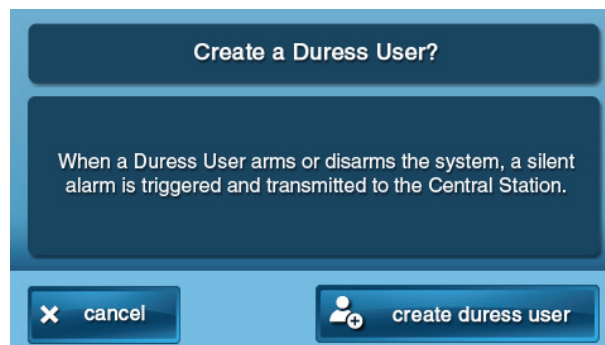 Create a Duress User?
When a Duress User arms or disarms the system, a silent
alarm is triggered and transmitted to the Central Station.
cancel
create duress user